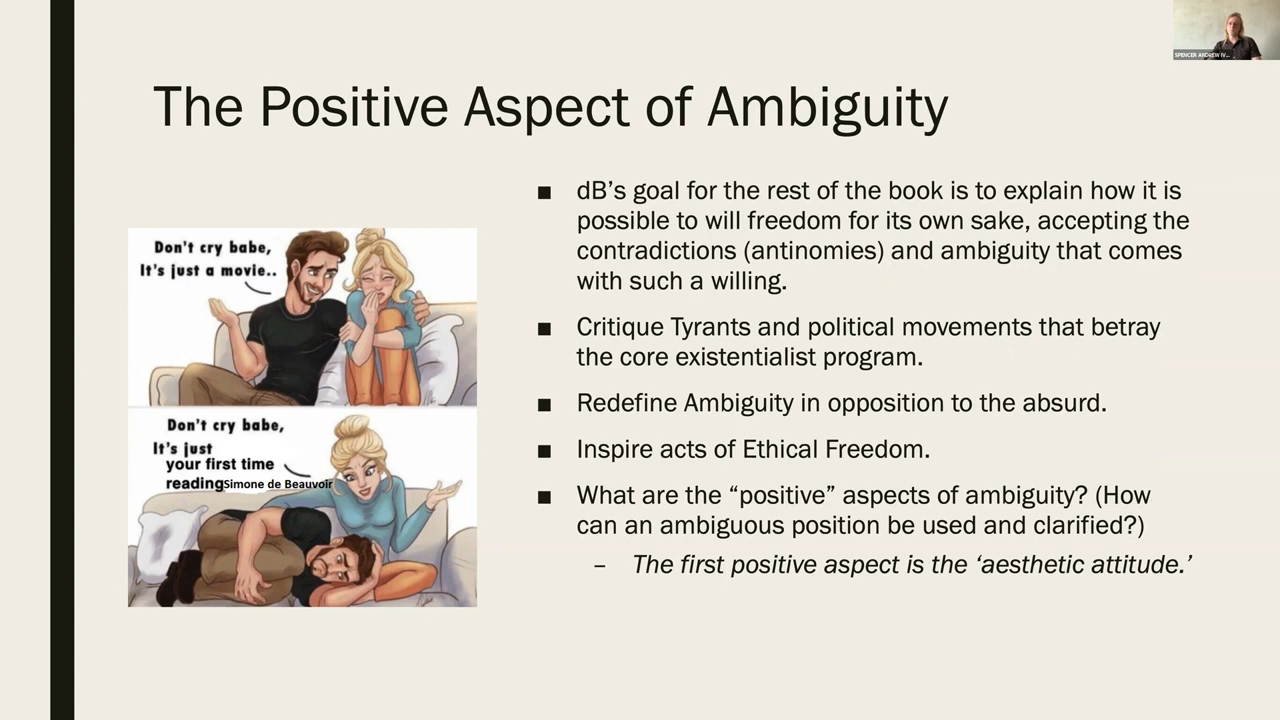 SPENCER ANDREW IV...
The Positive Aspect of Ambiguity
Don't cry babe,
It's just a movie..
Don't cry babe,
It's just
your first time
readingSimone de Beauvoir
■ dB’s goal for the rest of the book is to explain how it is
possible to will freedom for its own sake, accepting the
contradictions (antinomies) and ambiguity that comes
with such a willing.
■ Critique Tyrants and political movements that betray
the core existentialist program.
■ Redefine Ambiguity in opposition to the absurd.
■ Inspire acts of Ethical Freedom.
■ What are the “positive” aspects of ambiguity? (How
can an ambiguous position be used and clarified?)
– The first positive aspect is the ‘aesthetic attitude.’